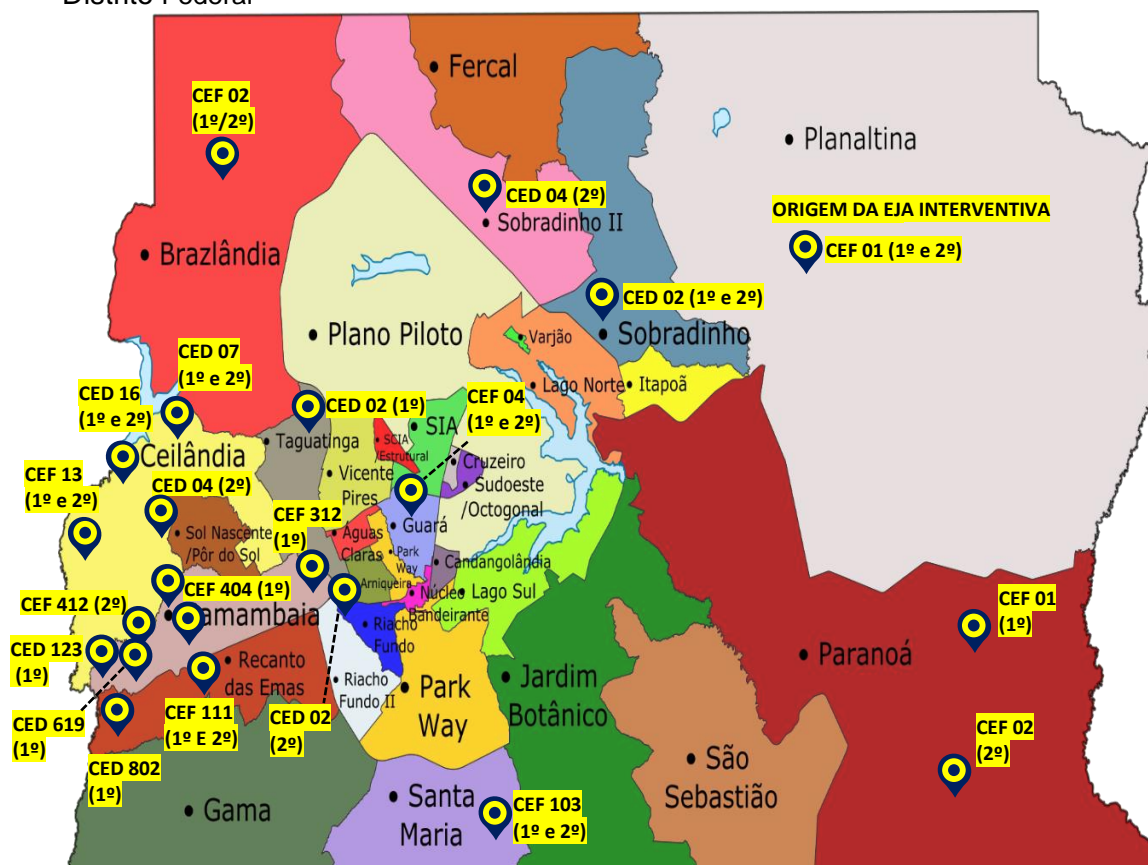 Distrito Federal
CEF 02
(1º/2º)
Fercal
Planaltina
CED 04 (2º)
Sobradinho II
ORIGEM DA EJA INTERVENTIVA
CEF 01 (1º e 2º)
Brazlândia
CED 02 (1º e 2º)
Sobradinho
Plano Piloto
Varjão
CED 07
(1º e 2º)
CED 16
(1º e 2º)
Lago Norte
Itapoã
CED 02 (1º)
CEF 04
(1º e 2º)
SIA
SCIA
/Estrutural
Taguatinga
Ceilândia
Vicente
Pires
Cruzeiro
Sudoeste
/Octogonal
CEF 13
(1º e 2º)
CED 04 (2º)
CEF 312
(1º)
Sol Nascente
/Pôr do Sol
Águas
Claras
Guará
Park
Way
Candangolândia
Arniqueira
Núcleo
Bandeirante
Lago Sul
CEF 404 (1º)
CEF 412 (2º)
Samambaia
Riacho
Fundo
CEF 01
(1º)
CED 123
(1º)
Recanto
das Emas
Riacho
Fundo II
Park
Way
Jardim
Botânico
Paranoá
CED 619
(1º)
CEF 111
(1º E 2º)
CED 02
(2º)
CEF 02
(2º)
CED 802
(1º)
São
Sebastião
Gama
Santa
Maria
CEF 103
(1º e 2º)